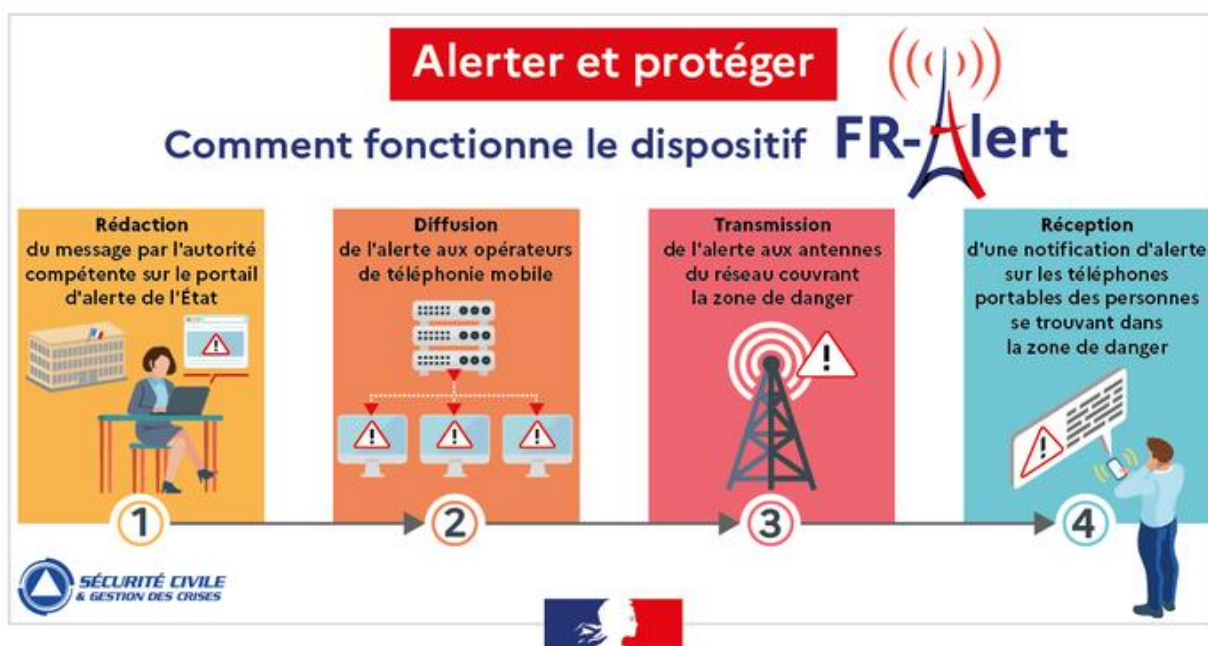 Alerter et protéger
Comment fonctionne le dispositif FR-Alert
Rédaction
du message par l'autorité
compétente sur le portail
d'alerte de l'État
1
Diffusion
de l'alerte aux opérateurs
de téléphonie mobile
2
Transmission
de l'alerte aux antennes
du réseau couvrant
la zone de danger
3
Réception
d'une notification d'alerte
sur les téléphones
portables des personnes
se trouvant dans
la zone de danger
4
SÉCURITÉ CIVILE
& GESTION DES CRISES